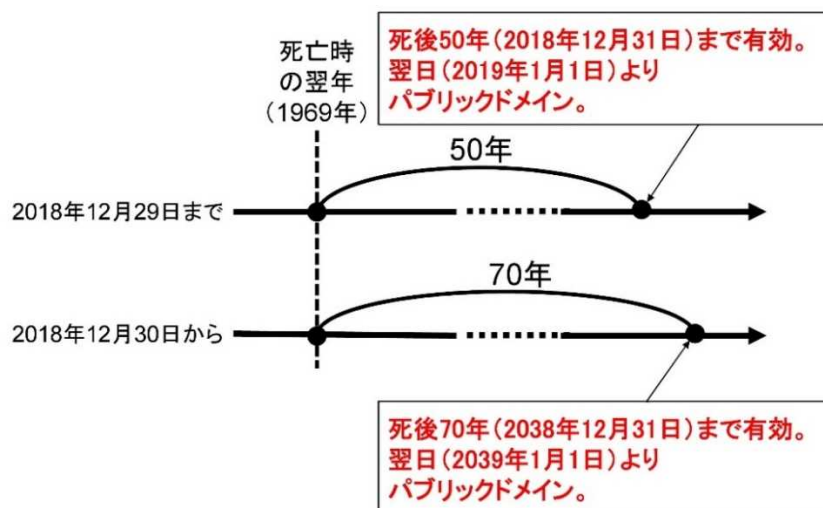 死亡時
の翌年
（1969年）
死後50年（2018年12月31日）まで有効。
翌日（2019年1月1日）より
パブリックドメイン。
50年
2018年12月29日まで
70年
2018年12月30日から
死後70年（2038年12月31日）まで有効。
翌日（2039年1月1日）より
パブリックドメイン。